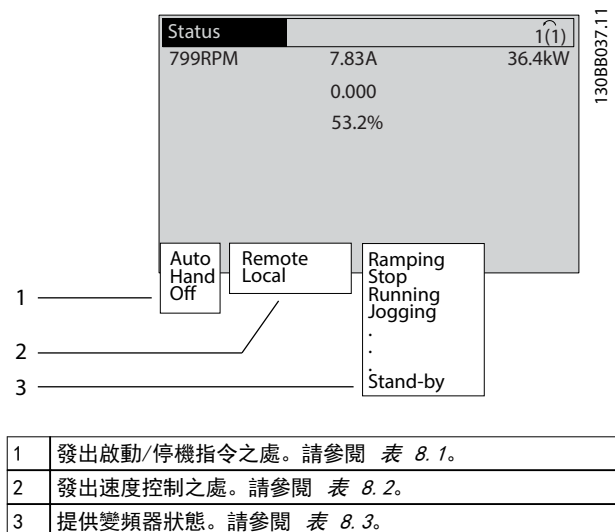 Status 1(1)
799RPM 7.83A 36.4kW
0.000
53.2%
130BB037.11
Auto
Hand
Off
Remote
Local
Ramping
Stop
Running
Jogging
.
.
.
Stand-by
1
2
3
1 發出啟動/停機指令之處。請參閱 表 8.1。
2 發出速度控制之處。請參閱 表 8.2。
3 提供變頻器狀態。請參閱 表 8.3。